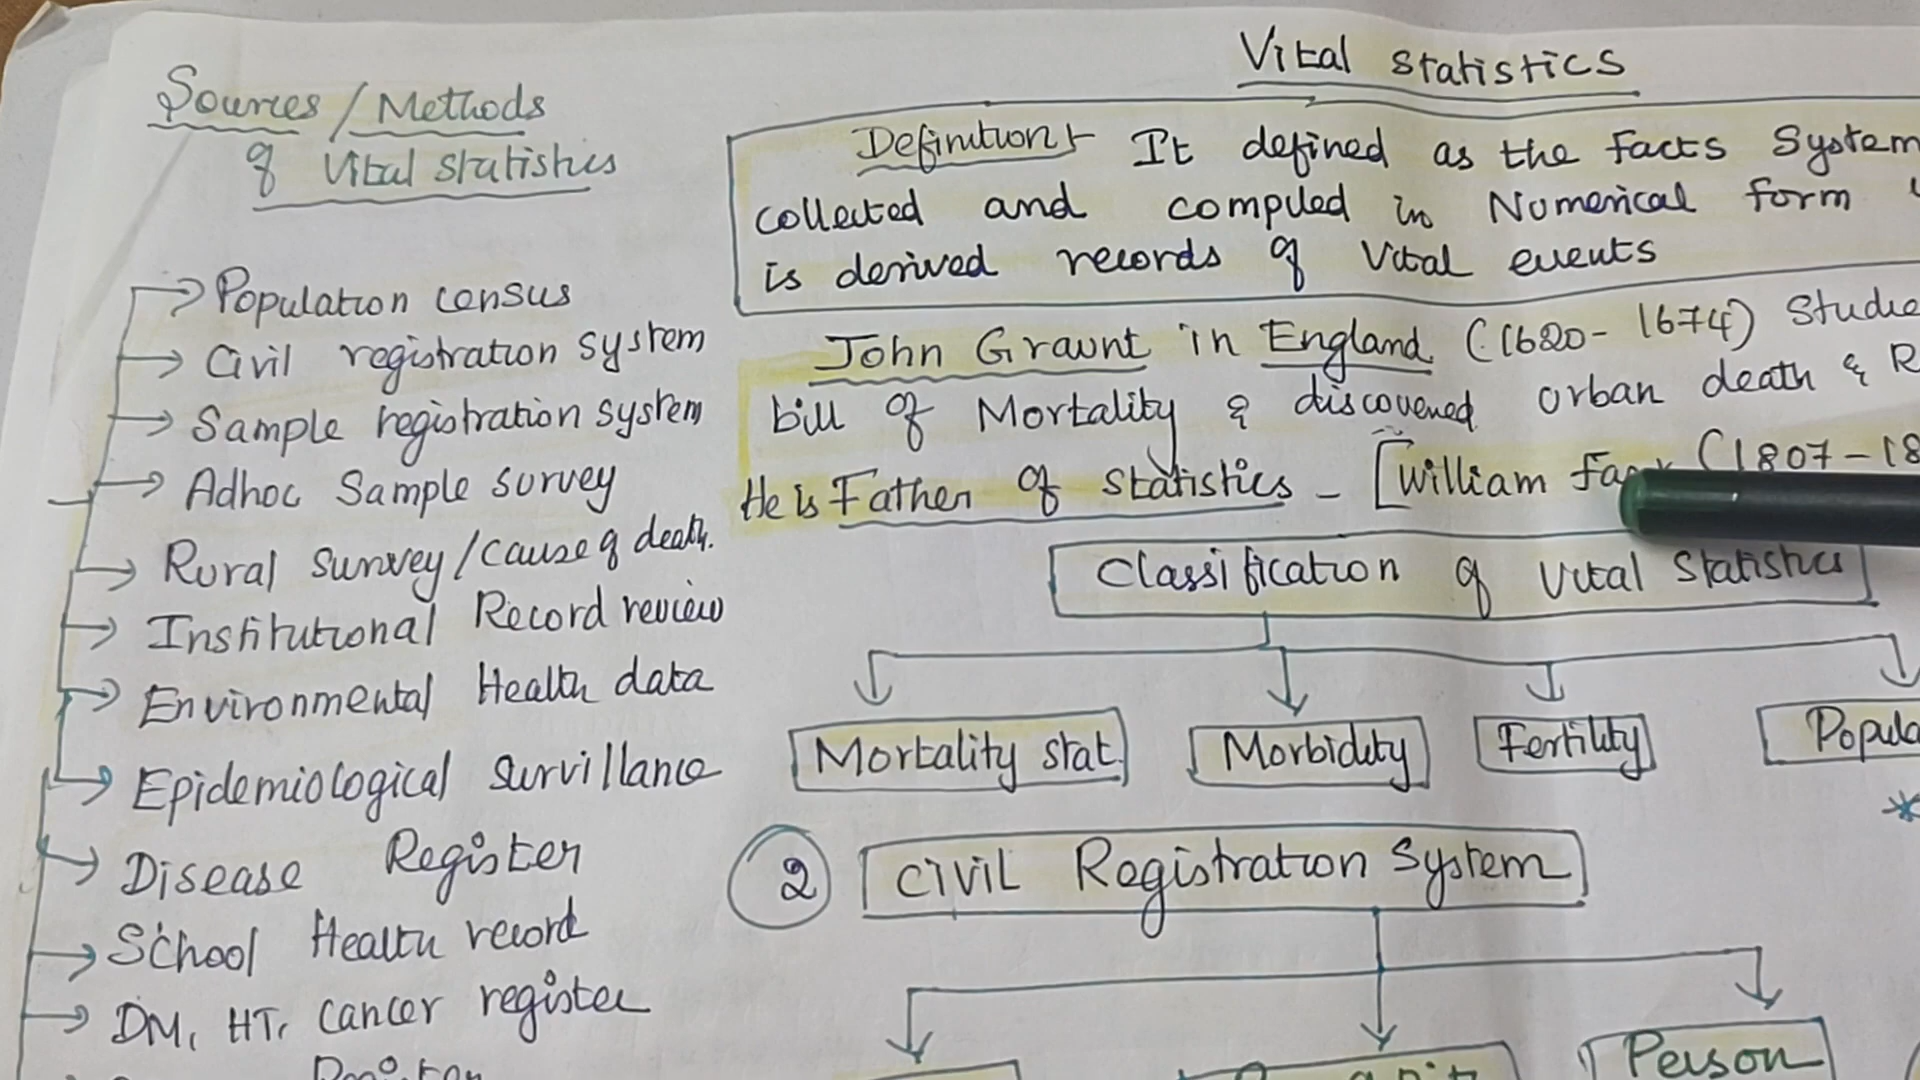 Sources/Methods
of Vital statistics
Population census
Civil registration system
Sample registration system
Adhoc Sample survey
Rural survey/cause of death.
Institutional Record review
Environmental Health data
Epidemiological survillance
Disease Register
School Health record
DM, HT, cancer register
Vital statistics
Definition It defined as the Facts System
collected and compiled in Numerical form
is derived records of Vital events
John Graunt in England (1620-1674) Studie
bill of Mortality & discovered urban death & R
He is Father of statistics - [William Far (1807-18
Classification of Vital Statistics
Mortality stat.
Morbidity
Fertility
Popula
*
2
CIVIL Registration System
Person